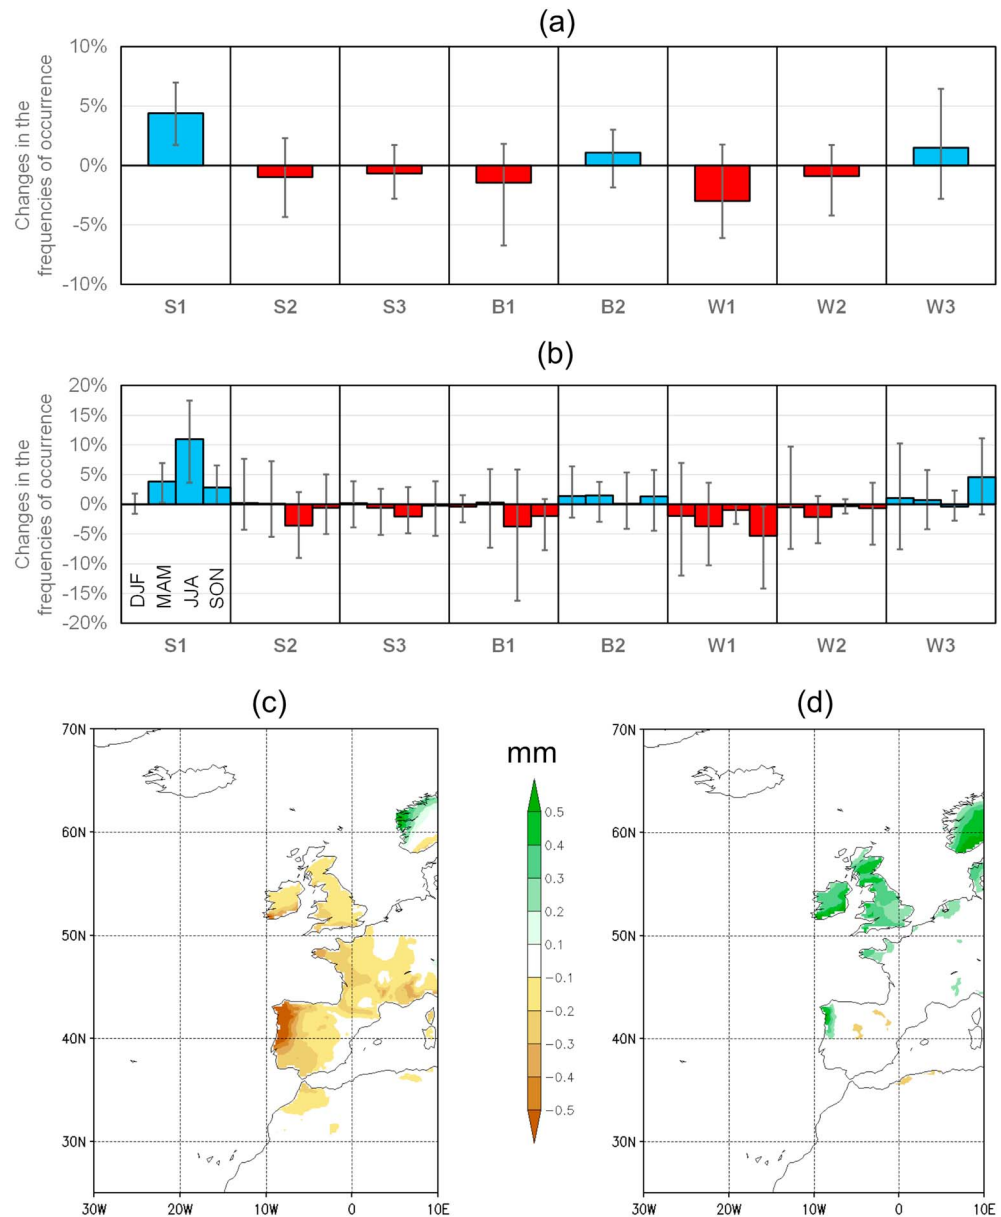 (a)
Changes in the
frequencies of occurrence
10%
5%
0%
-5%
-10%
S1 S2 S3 B1 B2 W1 W2 W3
(b)
Changes in the
frequencies of occurrence
20%
15%
10%
5%
0%
-5%
-10%
-15%
-20%
DJF
MAM
JJA
SON
S1 S2 S3 B1 B2 W1 W2 W3
(c)
70N
60N
50N
40N
30N
30W 20W 10W 0 10E
mm
0.5
0.4
0.3
0.2
0.1
−0.1
−0.2
−0.3
−0.4
−0.5
(d)
70N
60N
50N
40N
30N
30W 20W 10W 0 10E